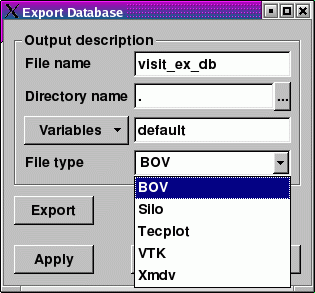 Export Database
Output description
File name visit_ex_db
Directory name . ...
Variables default
File type BOV
BOV
Silo
Export
Tecplot
Apply
VTK
Xmdv